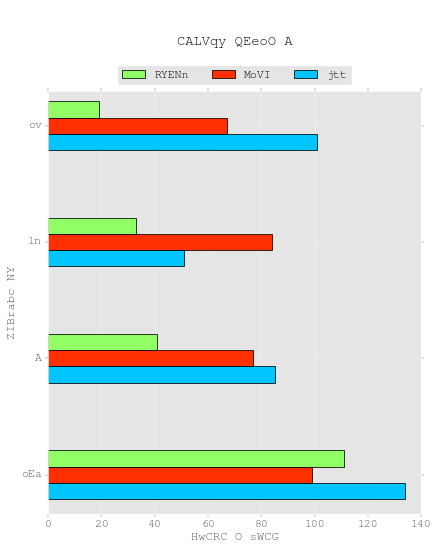 CALVqy QEeoO A
RYENn MoVI jtt
ov
ln
A
oEa
ZIBrabc NY
0 20 40 60 80 100 120 140
HwCRC O sWCG